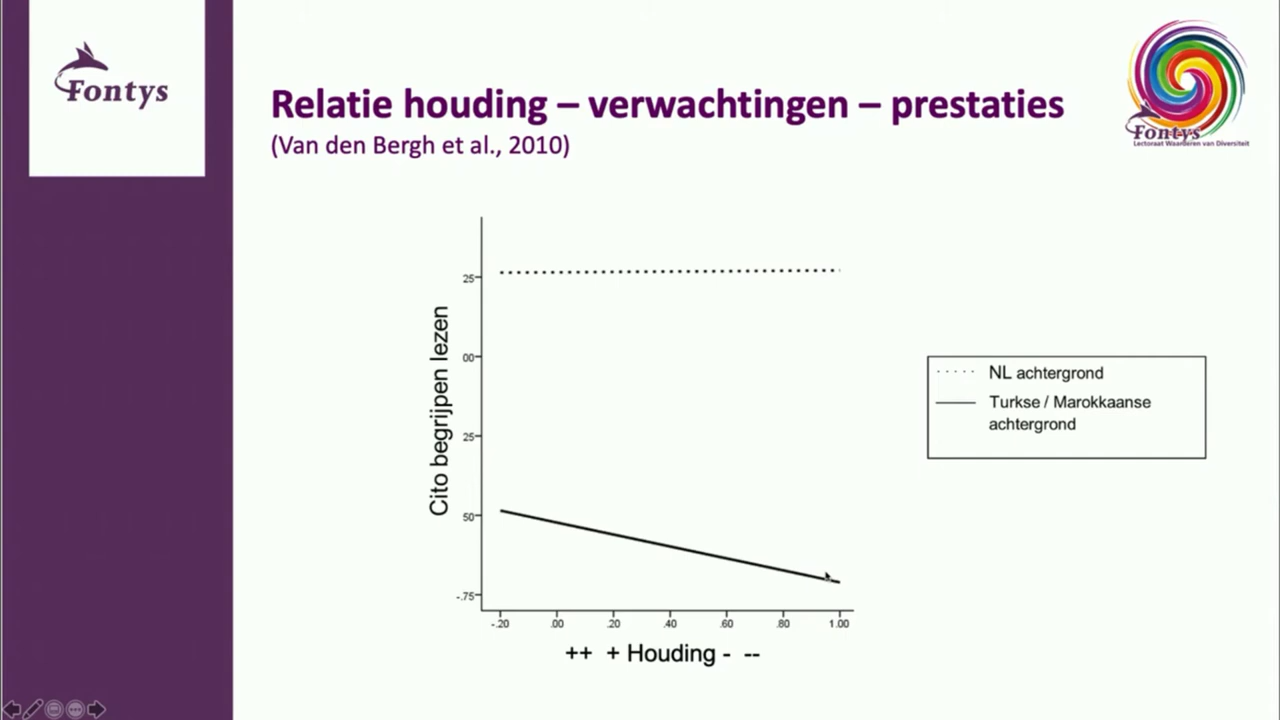 Fontys
Relatie houding – verwachtingen – prestaties
(Van den Bergh et al., 2010)
Fontys
Lectoraat Waarderen van Diversiteit
Cito begrijpen lezen
25
00
25
50
-.75
-.20 .00 .20 .40 .60 .80 1.00
++ + Houding - --
NL achtergrond
Turkse / Marokkaanse
achtergrond